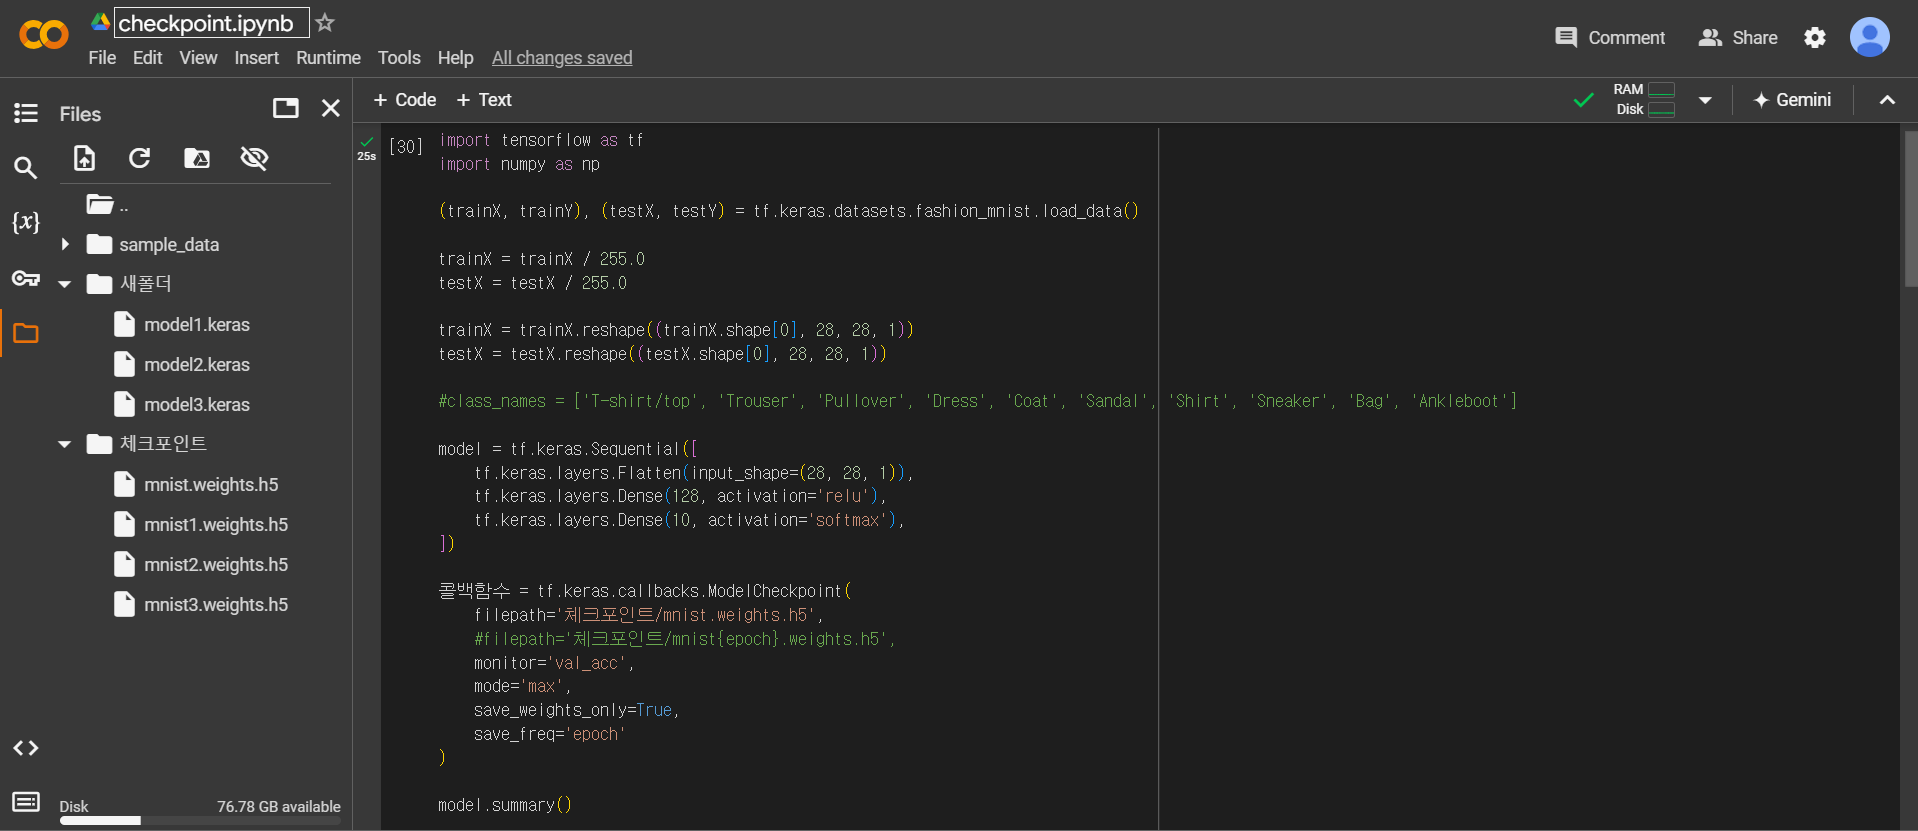 checkpoint.ipynb
File Edit View Insert Runtime Tools Help All changes saved
Comment Share
Files
+ Code + Text
RAM
Disk
Gemini
{x}
..
sample_data
새폴더
model1.keras
model2.keras
model3.keras
체크포인트
mnist.weights.h5
mnist1.weights.h5
mnist2.weights.h5
mnist3.weights.h5
Disk 76.78 GB available
25s
[30]
import tensorflow as tf
import numpy as np
(trainX, trainY), (testX, testY) = tf.keras.datasets.fashion_mnist.load_data()
trainX = trainX / 255.0
testX = testX / 255.0
trainX = trainX.reshape((trainX.shape[0], 28, 28, 1))
testX = testX.reshape((testX.shape[0], 28, 28, 1))
#class_names = ['T-shirt/top', 'Trouser', 'Pullover', 'Dress', 'Coat', 'Sandal', 'Shirt', 'Sneaker', 'Bag', 'Ankleboot']
model = tf.keras.Sequential([
    tf.keras.layers.Flatten(input_shape=(28, 28, 1)),
    tf.keras.layers.Dense(128, activation='relu'),
    tf.keras.layers.Dense(10, activation='softmax'),
])
콜백함수 = tf.keras.callbacks.ModelCheckpoint(
    filepath='체크포인트/mnist.weights.h5',
    #filepath='체크포인트/mnist{epoch}.weights.h5',
    monitor='val_acc',
    mode='max',
    save_weights_only=True,
    save_freq='epoch'
)
model.summary()